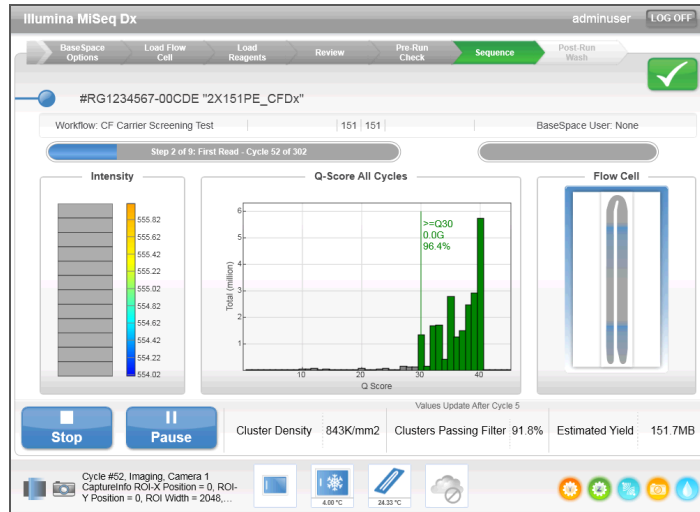 Illumina MiSeq Dx
adminuser
LOG OFF
BaseSpace
Options
Load Flow
Cell
Load
Reagents
Review
Pre-Run
Check
Sequence
Post-Run
Wash
#RG1234567-00CDE "2X151PE_CFDx"
Workflow: CF Carrier Screening Test
151 151
BaseSpace User: None
Step 2 of 9: First Read - Cycle 52 of 302
Intensity
555.82
555.62
555.42
555.22
555.02
554.82
554.62
554.42
554.22
554.02
Q-Score All Cycles
Total (million)
6
5
4
3
2
1
>=Q30
0.0G
96.4%
10 20 30 40
Q Score
Flow Cell
Values Update After Cycle 5
Stop
Pause
Cluster Density 843K/mm2
Clusters Passing Filter 91.8%
Estimated Yield 151.7MB
Cycle #52, Imaging, Camera 1
CaptureInfo ROI-X Position = 0, ROI-
Y Position = 0, ROI Width = 2048,...
4.00 °C
24.33 °C